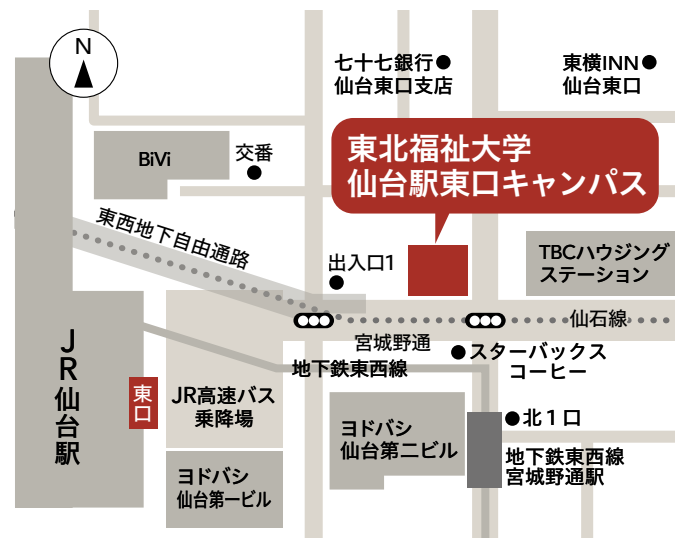 N
七十七銀行
仙台東口支店
東横INN
仙台東口
BiVi
交番
東北福祉大学
仙台駅東口キャンパス
東西地下自由通路
出入口1
TBCハウジング
ステーション
仙石線
宮城野通
スターバックス
コーヒー
地下鉄東西線
JR仙台駅
東口
JR高速バス
乗降場
ヨドバシ
仙台第二ビル
北1口
地下鉄東西線
宮城野通駅
ヨドバシ
仙台第一ビル